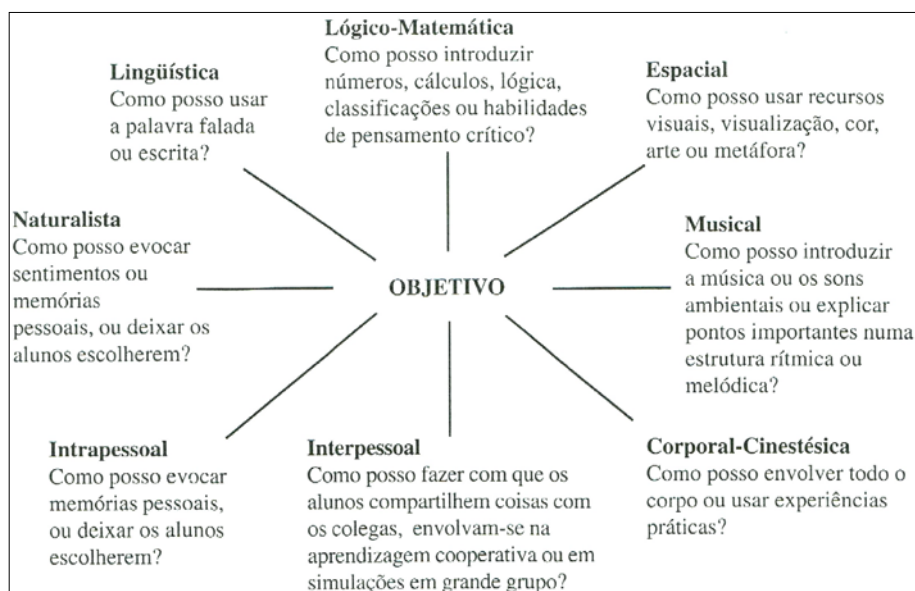 Lógico-Matemática
Como posso introduzir
números, cálculos, lógica,
classificações ou habilidades
de pensamento crítico?
Lingüística
Como posso usar
a palavra falada
ou escrita?
Espacial
Como posso usar recursos
visuais, visualização, cor,
arte ou metáfora?
Naturalista
Como posso evocar
sentimentos ou
memórias
pessoais, ou deixar os
alunos escolherem?
OBJETIVO
Musical
Como posso introduzir
a música ou os sons
ambientais ou explicar
pontos importantes numa
estrutura rítmica ou
melódica?
Intrapessoal
Como posso evocar
memórias pessoais,
ou deixar os alunos
escolherem?
Interpessoal
Como posso fazer com que os
alunos compartilhem coisas com
os colegas, envolvam-se na
aprendizagem cooperativa ou em
simulações em grande grupo?
Corporal-Cinestésica
Como posso envolver todo o
corpo ou usar experiências
práticas?